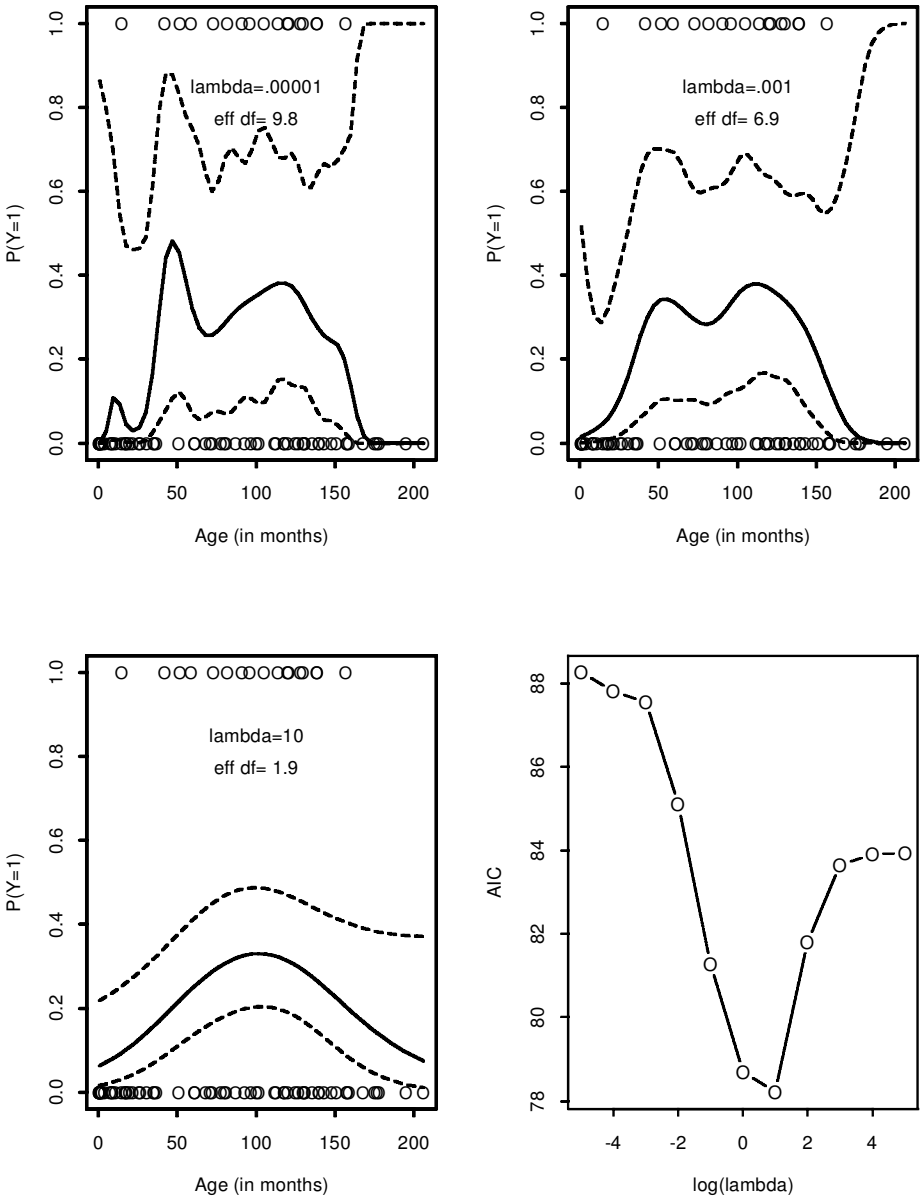 1.0
0.8
0.6
0.4
0.2
0.0
P(Y=1)
lambda=.00001
eff df= 9.8
0 50 100 150 200
Age (in months)
1.0
0.8
0.6
0.4
0.2
0.0
P(Y=1)
lambda=.001
eff df= 6.9
0 50 100 150 200
Age (in months)
1.0
0.8
0.6
0.4
0.2
0.0
P(Y=1)
lambda=10
eff df= 1.9
0 50 100 150 200
Age (in months)
88
86
84
82
80
78
AIC
-4 -2 0 2 4
log(lambda)